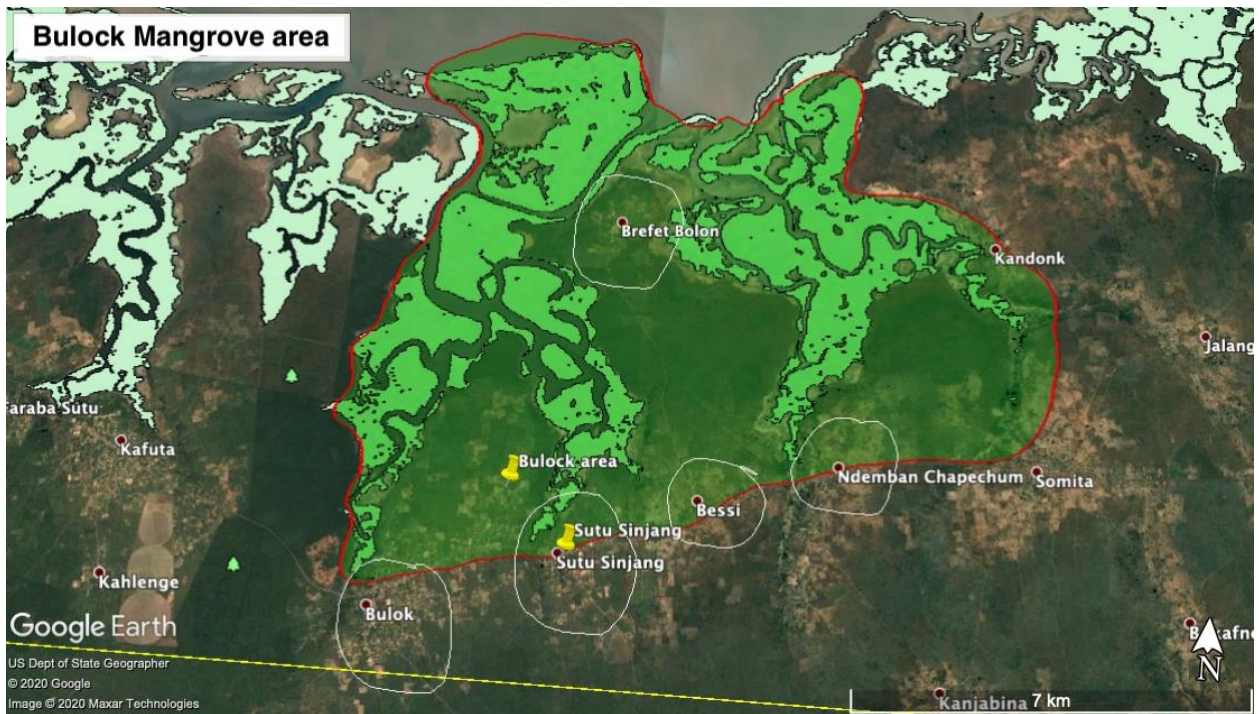 Bulock Mangrove area
Brefet Bolon
Kandonk
Jalang
Faraba Sutu
Kafuta
Bulock area
Ndemban Chapechum
Somita
Bessi
Sutu Sinjang
Sutu Sinjang
Kahlenge
Bulok
Google Earth
US Dept of State Geographer
© 2020 Google
Image © 2020 Maxar Technologies
N
Kanjabina
7 km